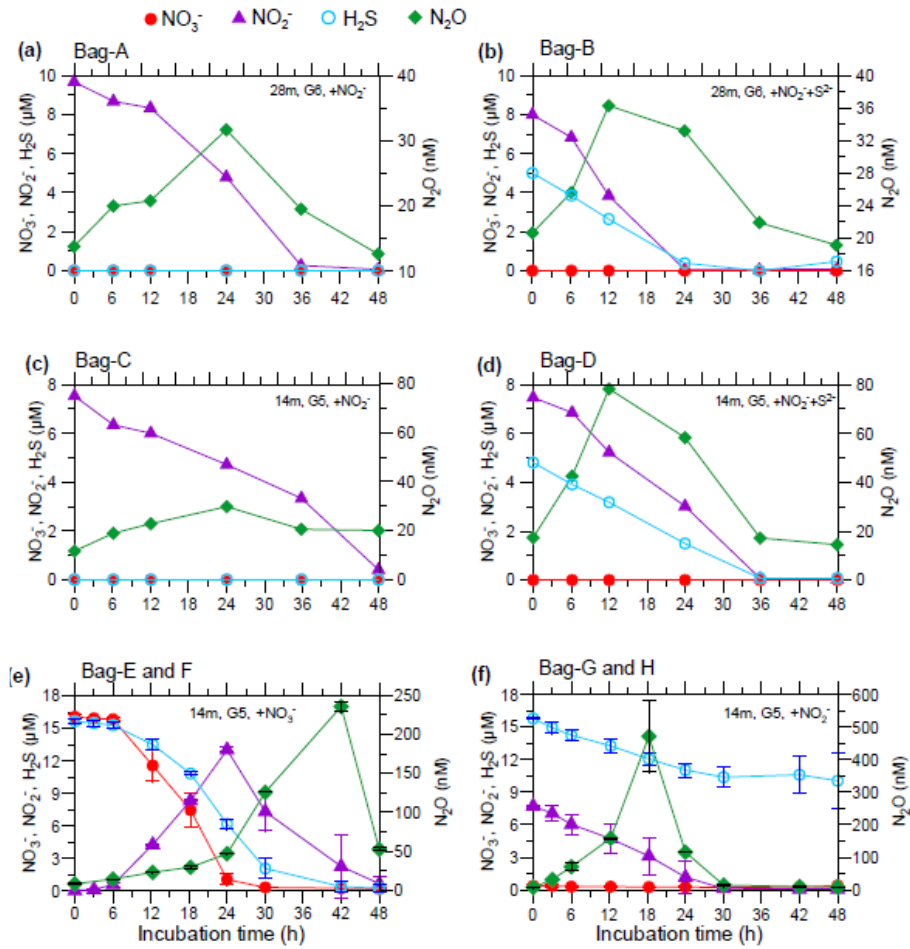 NO₃⁻ NO₂⁻ H₂S N₂O
(a) Bag-A
28m, G6, +NO₂⁻
NO₃⁻, NO₂⁻, H₂S (µM)
10
8
6
4
2
0
40
30
20
10
N₂O (nM)
0 6 12 18 24 30 36 42 48
(b) Bag-B
28m, G6, +NO₂⁻+S²⁻
NO₃⁻, NO₂⁻, H₂S (µM)
10
8
6
4
2
0
40
36
32
28
24
20
16
N₂O (nM)
0 6 12 18 24 30 36 42 48
(c) Bag-C
14m, G5, +NO₂⁻
NO₃⁻, NO₂⁻, H₂S (µM)
8
6
4
2
0
80
60
40
20
0
N₂O (nM)
0 6 12 18 24 30 36 42 48
(d) Bag-D
14m, G5, +NO₂⁻+S²⁻
NO₃⁻, NO₂⁻, H₂S (µM)
8
6
4
2
0
80
60
40
20
0
N₂O (nM)
0 6 12 18 24 30 36 42 48
(e) Bag-E and F
14m, G5, +NO₃⁻
NO₃⁻, NO₂⁻, H₂S (µM)
18
15
12
9
6
3
0
250
200
150
100
50
0
N₂O (nM)
0 6 12 18 24 30 36 42 48
Incubation time (h)
(f) Bag-G and H
14m, G5, +NO₂⁻
NO₃⁻, NO₂⁻, H₂S (µM)
18
15
12
9
6
3
0
600
500
400
300
200
100
0
N₂O (nM)
0 6 12 18 24 30 36 42 48
Incubation time (h)